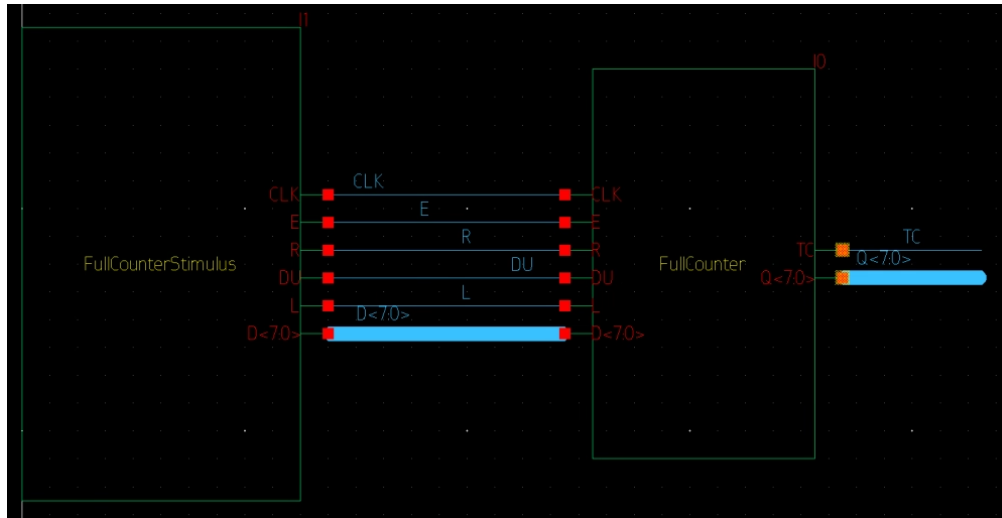 I1
I0
CLK
CLK
CLK
E
E
E
R
R
R
TC
TC
FullCounterStimulus
DU
DU
DU
FullCounter
Q<7:0>
Q<7:0>
L
L
L
D<7:0>
D<7:0>
D<7:0>